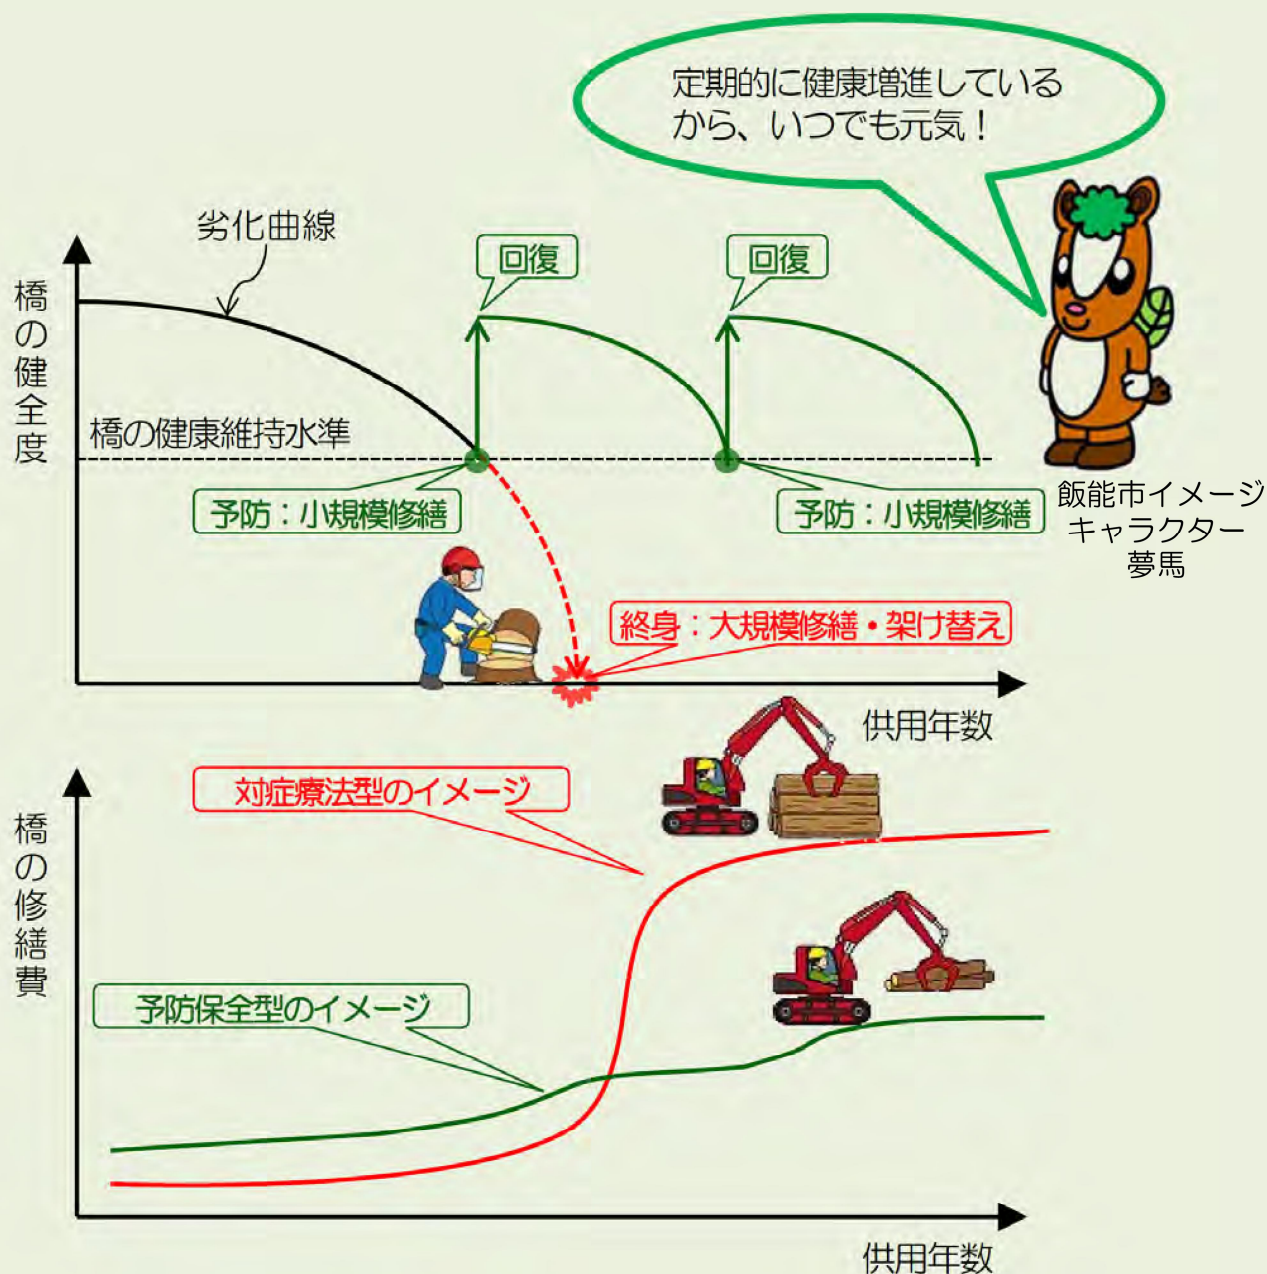 定期的に健康増進している
から、いつでも元気！
劣化曲線
回復
回復
橋の健全度
橋の健康維持水準
予防：小規模修繕
予防：小規模修繕
飯能市イメージ
キャラクター
夢馬
終身：大規模修繕・架け替え
供用年数
対症療法型のイメージ
橋の修繕費
予防保全型のイメージ
供用年数